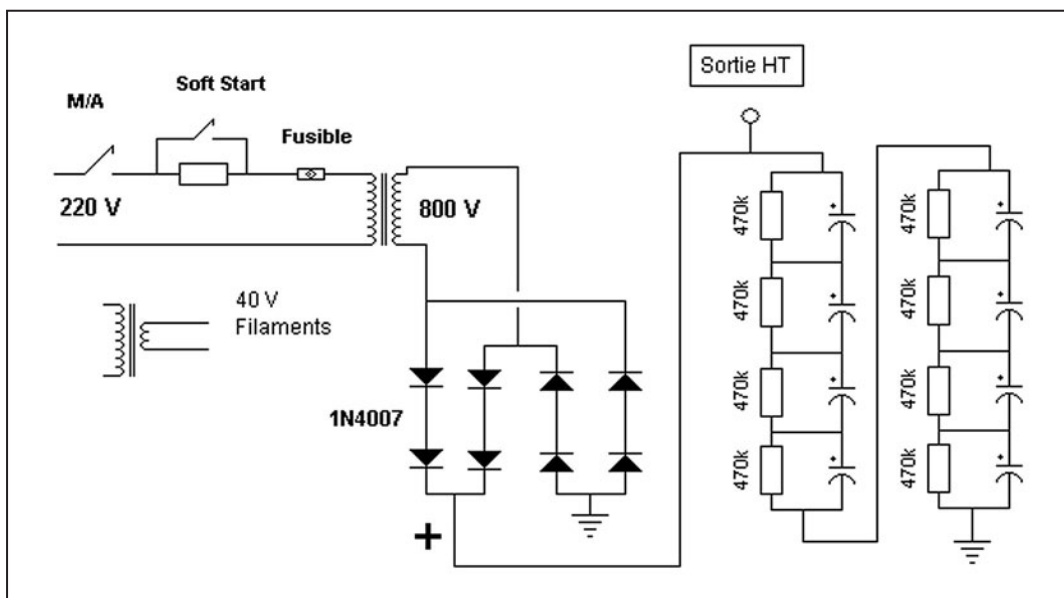 Sortie HT
Soft Start
M/A
Fusible
220 V
800 V
40 V
Filaments
1N4007
+
470k
470k
470k
470k
470k
470k
470k
470k